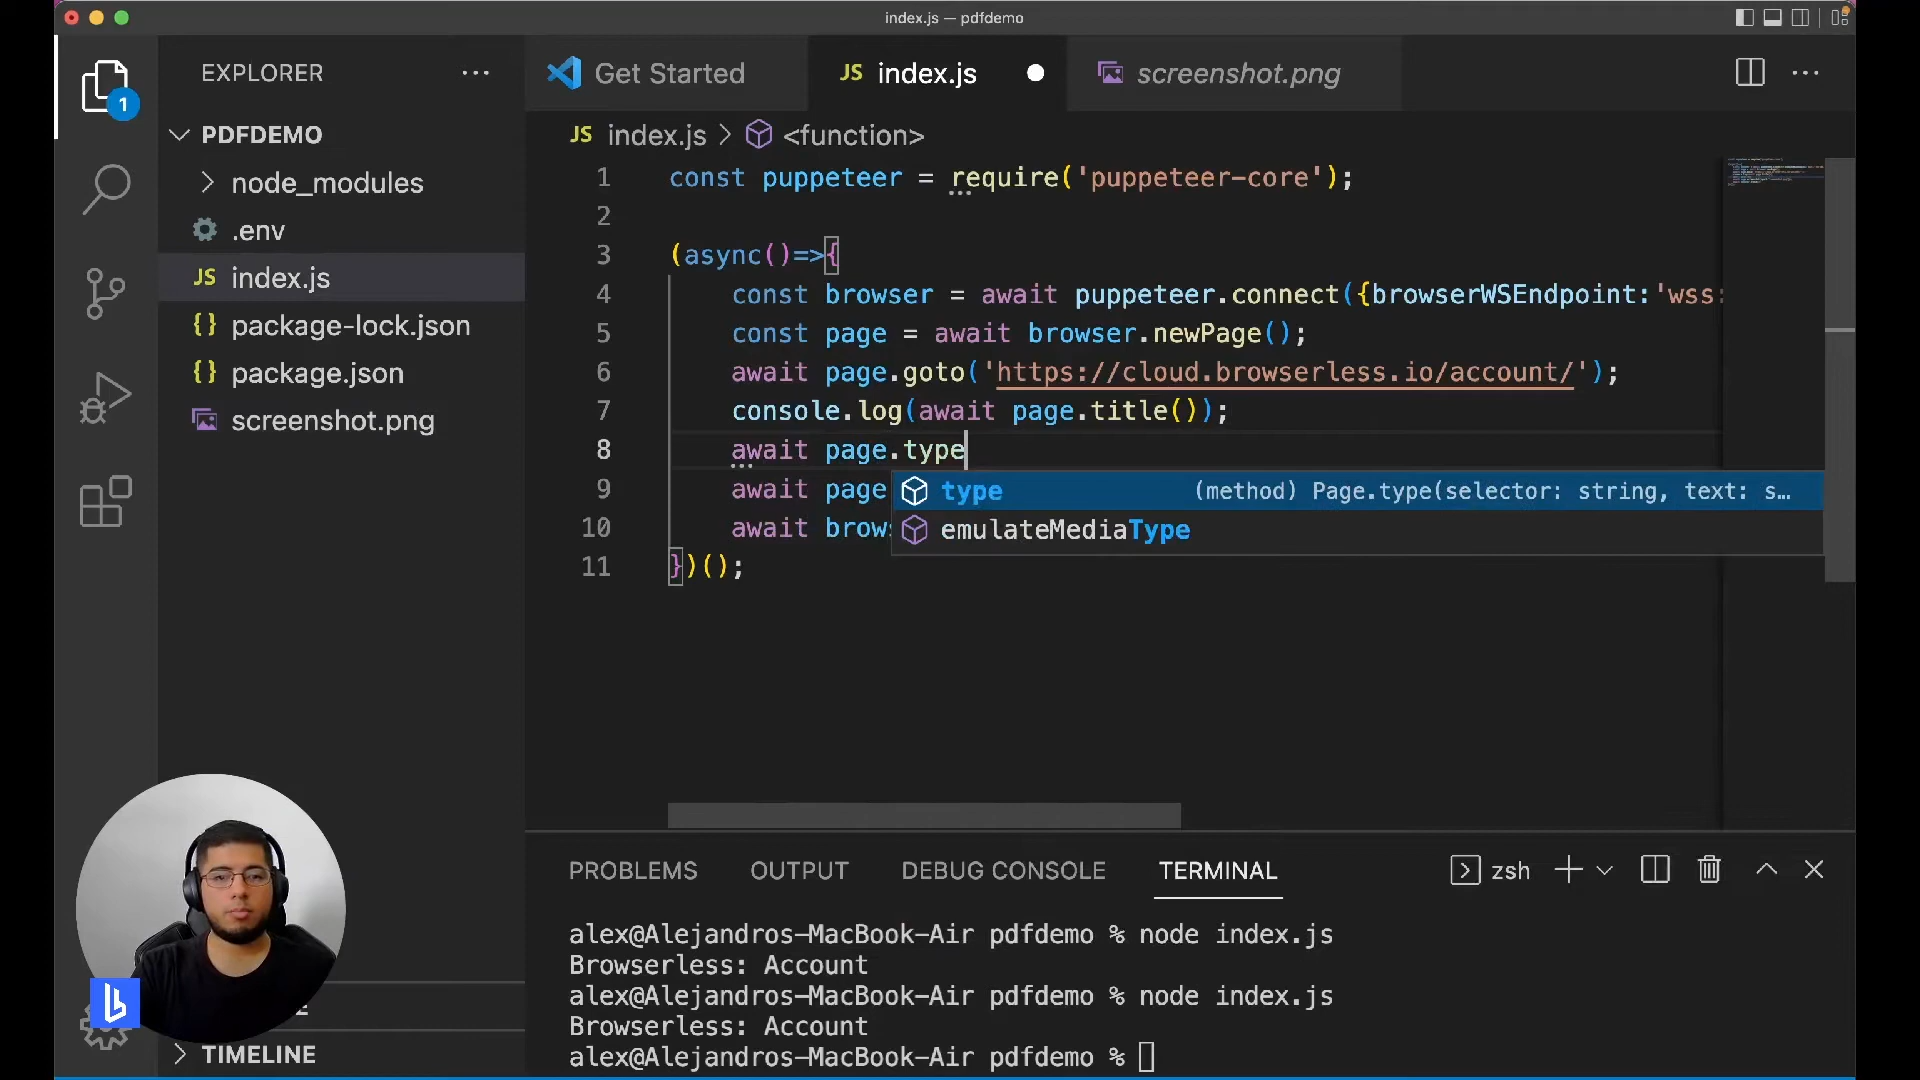 index.js — pdfdemo
EXPLORER
Get Started
JS index.js
screenshot.png
1
PDFDEMO
JS index.js > <function>
node_modules
.env
JS index.js
{} package-lock.json
{} package.json
screenshot.png
1 const puppeteer = require('puppeteer-core');
2
3 (async()=>{
4 const browser = await puppeteer.connect({browserWSEndpoint:'wss:
5 const page = await browser.newPage();
6 await page.goto('https://cloud.browserless.io/account/');
7 console.log(await page.title());
8 await page.type
9 await page
10 await brows
11 })();
type (method) Page.type(selector: string, text: s…
emulateMediaType
PROBLEMS OUTPUT DEBUG CONSOLE TERMINAL
zsh
alex@Alejandros-MacBook-Air pdfdemo % node index.js
Browserless: Account
alex@Alejandros-MacBook-Air pdfdemo % node index.js
Browserless: Account
alex@Alejandros-MacBook-Air pdfdemo %
b
TIMELINE